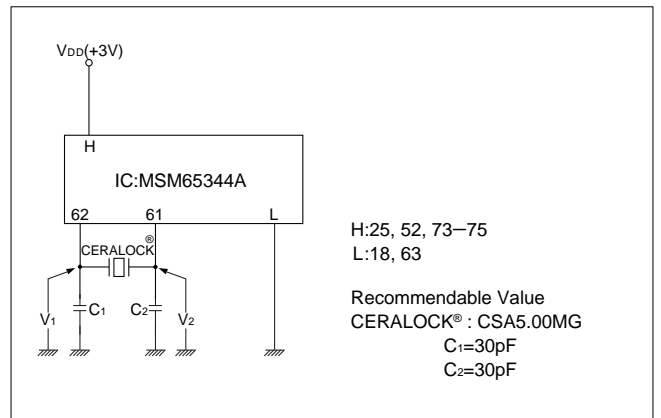 VDD(+3V)
H
IC:MSM65344A
62 61 L
CERALOCK®
V1 C1 C2 V2
H:25, 52, 73–75
L:18, 63
Recommendable Value
CERALOCK® : CSA5.00MG
C1=30pF
C2=30pF